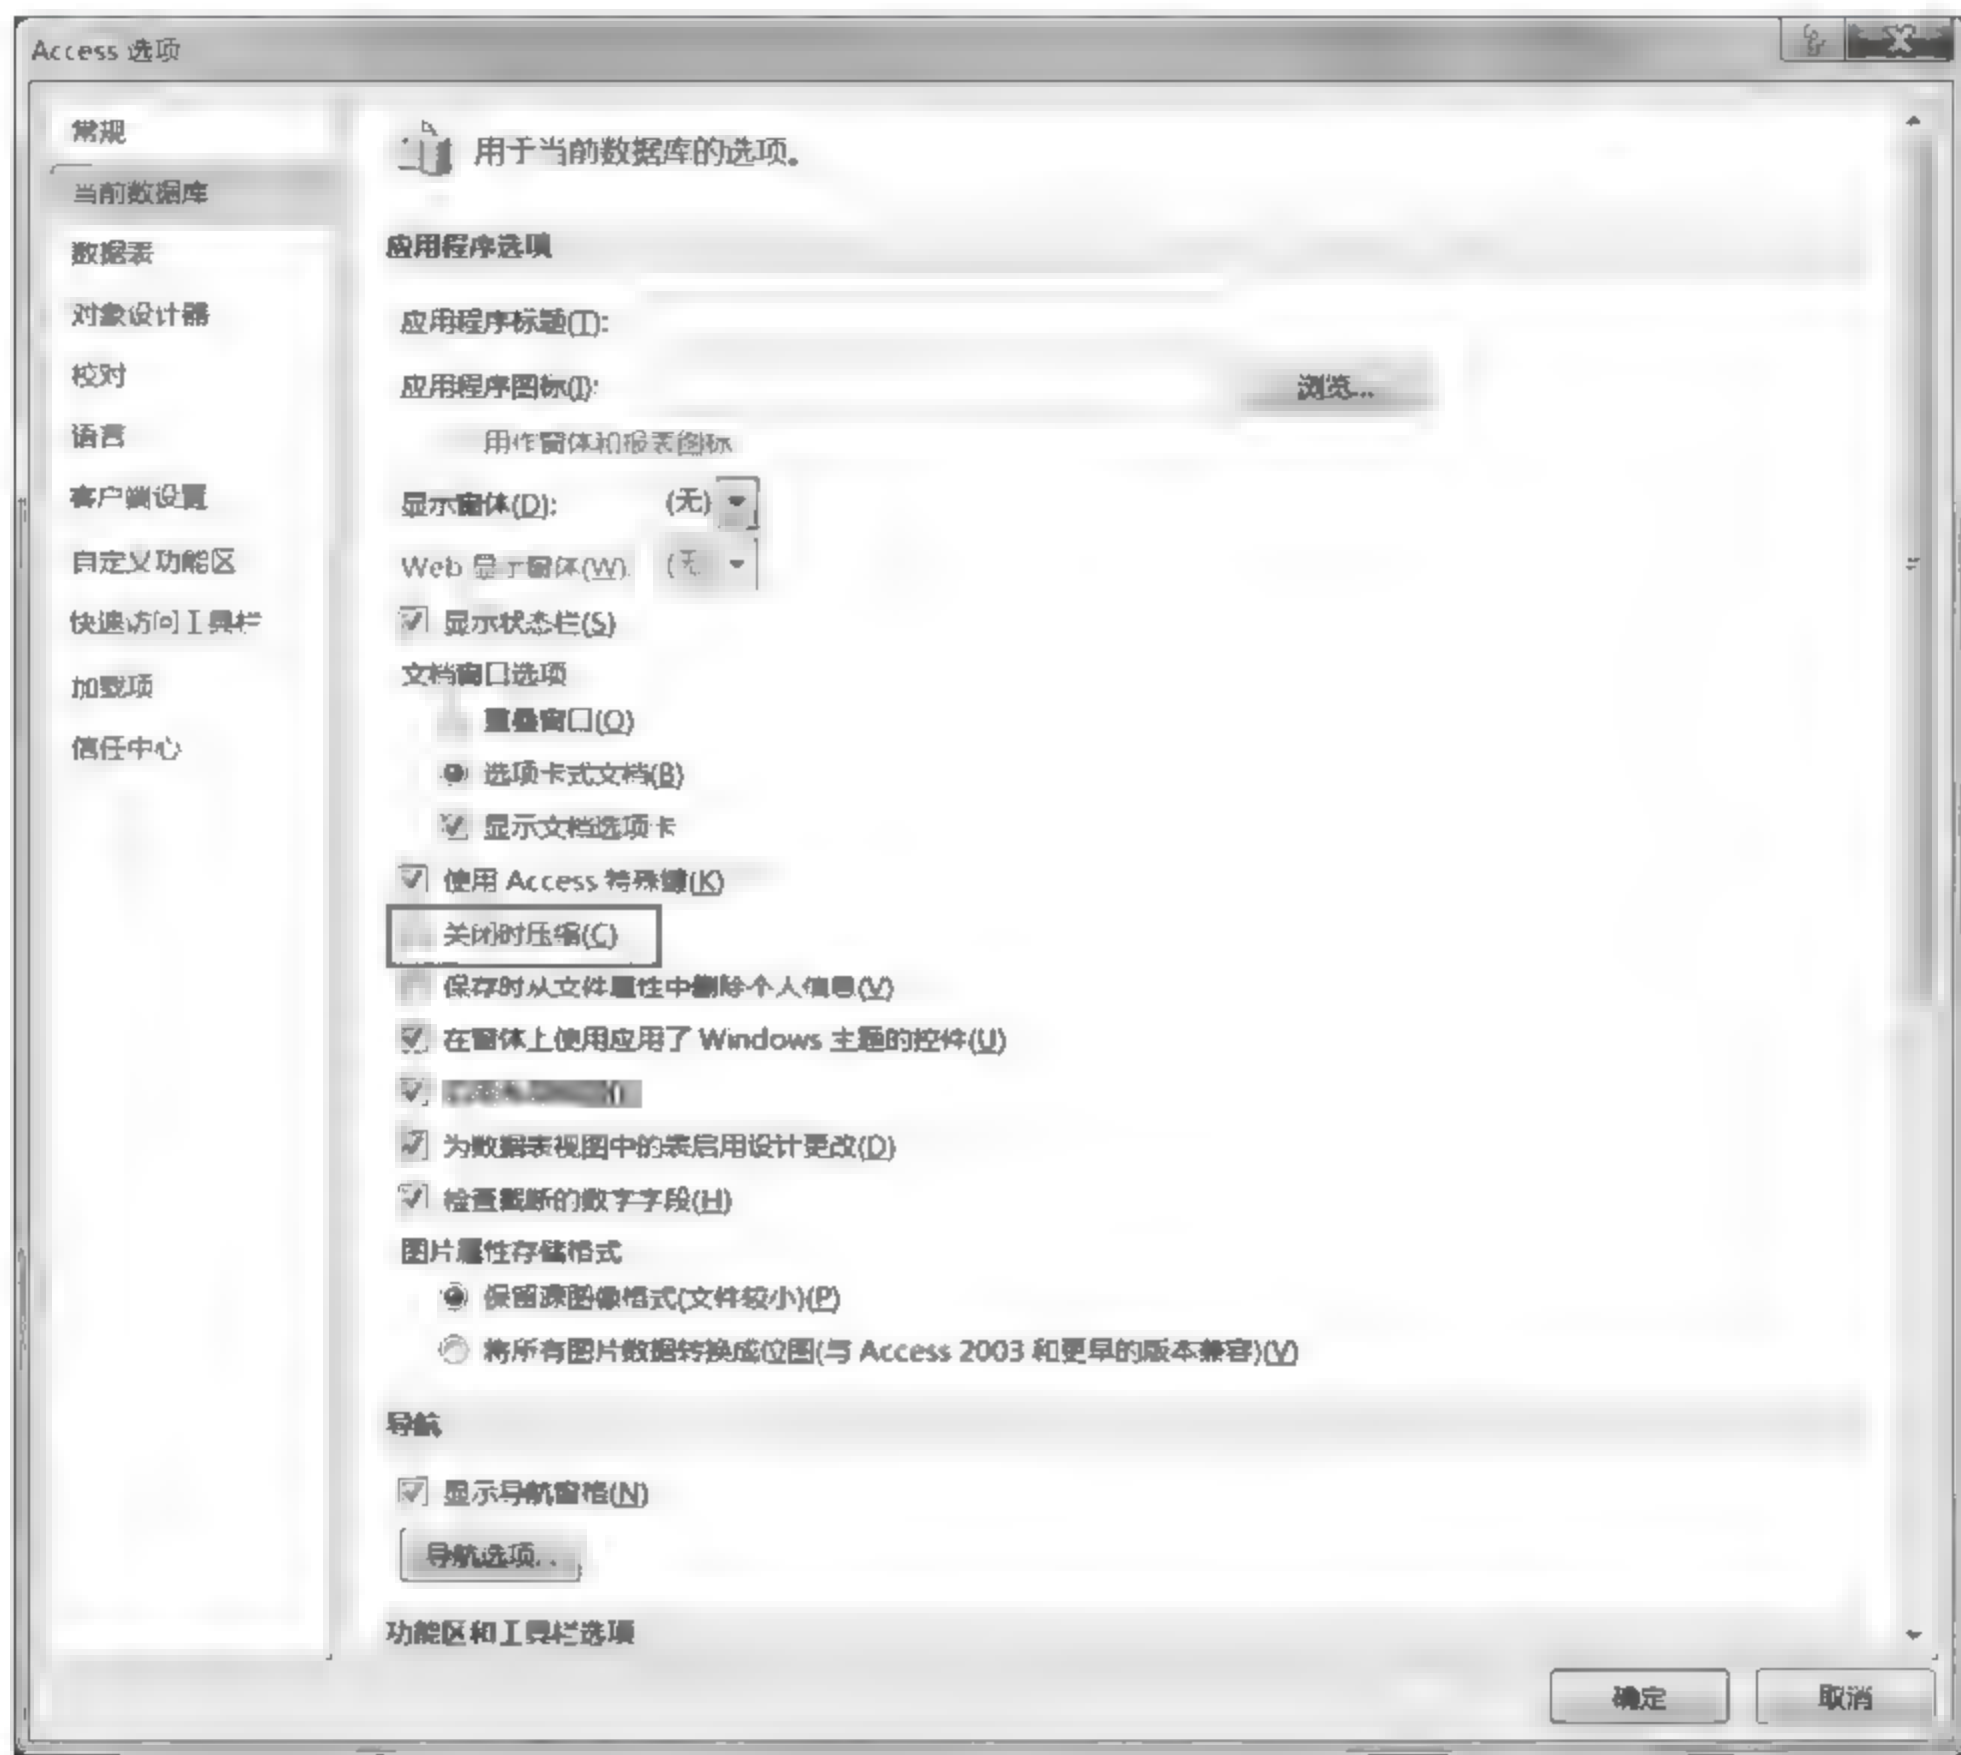 Access 选项
常规
当前数据库
数据表
对象设计器
校对
语言
客户端设置
自定义功能区
快速访问工具栏
加载项
信任中心
用于当前数据库的选项。
应用程序选项
应用程序标题(T):
应用程序图标(I):
浏览...
用作窗体和报表图标
显示窗体(D): (无)
Web 显示窗体(W): (无)
显示状态栏(S)
文档窗口选项
重叠窗口(O)
选项卡式文档(B)
显示文档选项卡
使用 Access 特殊键(K)
关闭时压缩(C)
保存时从文件属性中删除个人信息(V)
在窗体上使用应用了 Windows 主题的控件(U)
为数据表视图中的表启用设计更改(D)
检查截断的数字字段(H)
图片属性存储格式
保留源图像格式(文件较小)(P)
将所有图片数据转换成位图(与 Access 2003 和更早的版本兼容)(V)
导航
显示导航窗格(N)
导航选项...
功能区和工具栏选项
确定 取消